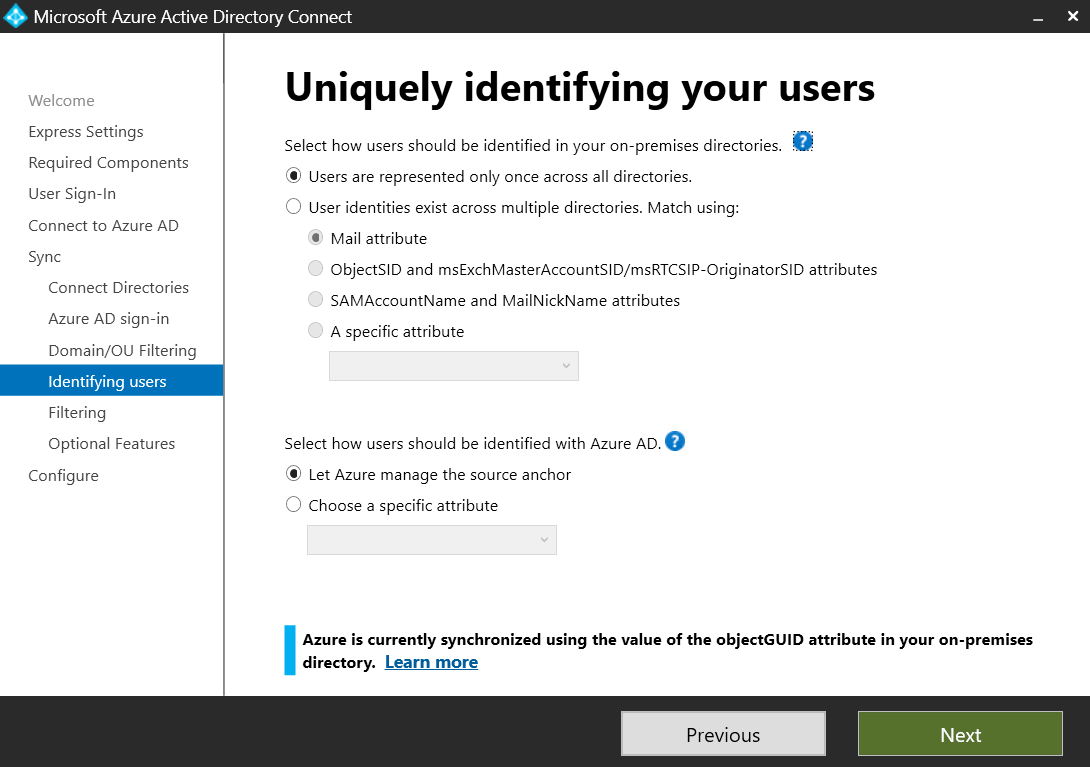 Microsoft Azure Active Directory Connect
Welcome
Express Settings
Required Components
User Sign-In
Connect to Azure AD
Sync
Connect Directories
Azure AD sign-in
Domain/OU Filtering
Identifying users
Filtering
Optional Features
Configure
Uniquely identifying your users
Select how users should be identified in your on-premises directories. ?
Users are represented only once across all directories.
User identities exist across multiple directories. Match using:
Mail attribute
ObjectSID and msExchMasterAccountSID/msRTCSIP-OriginatorSID attributes
SAMAccountName and MailNickName attributes
A specific attribute
Select how users should be identified with Azure AD. ?
Let Azure manage the source anchor
Choose a specific attribute
Azure is currently synchronized using the value of the objectGUID attribute in your on-premises
directory. Learn more
Previous
Next